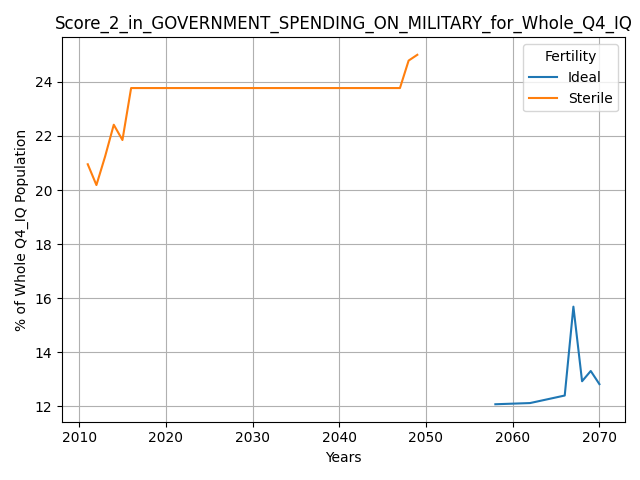 Score_2_in_GOVERNMENT_SPENDING_ON_MILITARY_for_Whole_Q4_IQ
% of Whole Q4_IQ Population
24
22
20
18
16
14
12
Fertility
Ideal
Sterile
2010 2020 2030 2040 2050 2060 2070
Years